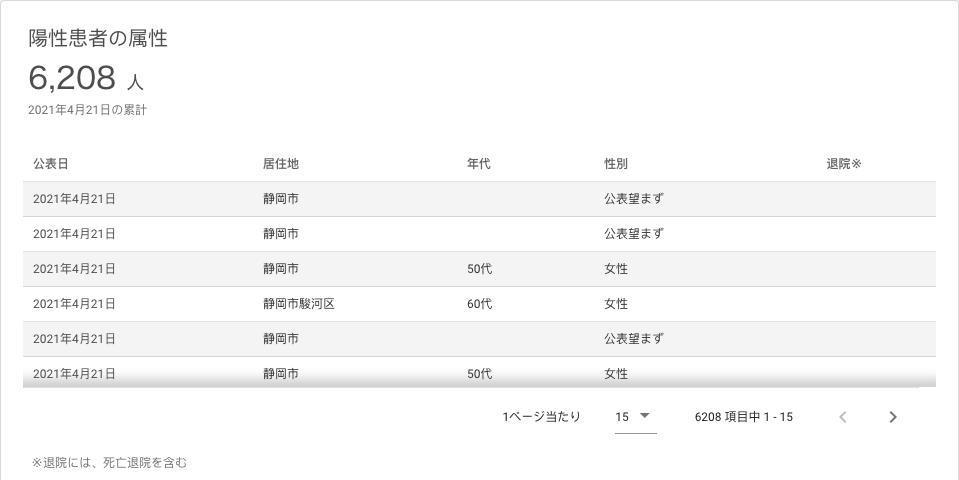 陽性患者の属性
6,208 人
2021年4月21日の累計
公表日 居住地 年代 性別 退院※
2021年4月21日 静岡市 公表望まず
2021年4月21日 静岡市 公表望まず
2021年4月21日 静岡市 50代 女性
2021年4月21日 静岡市駿河区 60代 女性
2021年4月21日 静岡市 公表望まず
2021年4月21日 静岡市 50代 女性
1ページ当たり 15 6208 項目中 1 - 15
※退院には、死亡退院を含む